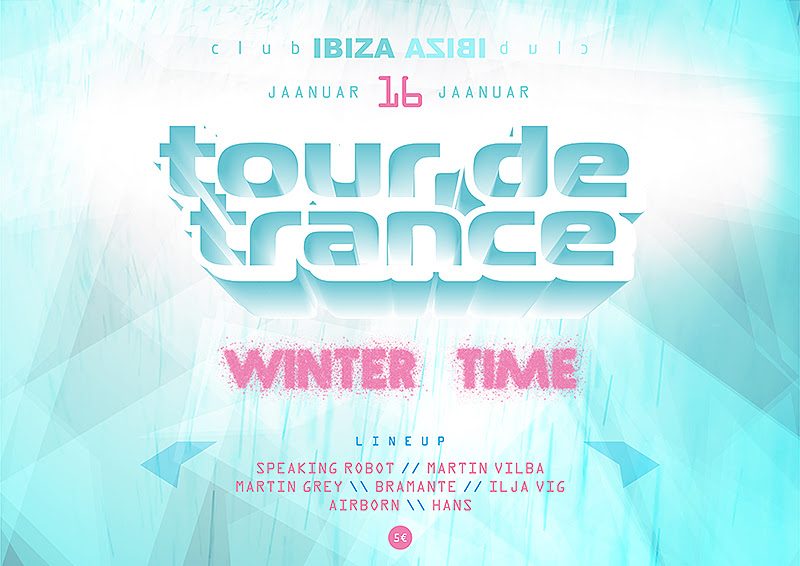 club IBIZA AZIBI dulc
JAANUAR 16 JAANUAR
tour de
trance
WINTER TIME
LINEUP
SPEAKING ROBOT // MARTIN VILBA
MARTIN GREY \\ BRAMANTE // ILJA VIG
AIRBORN \\ HANS
5€